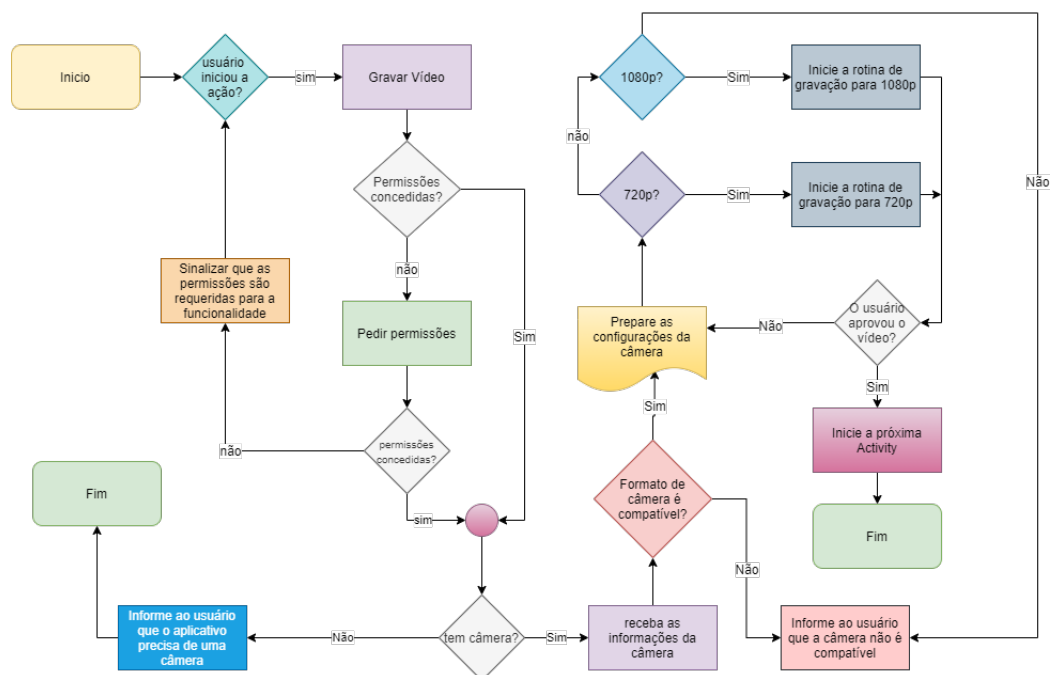 Inicio
usuário
iniciou a
ação?
sim
Gravar Vídeo
Permissões
concedidas?
não
Sim
Pedir permissões
Sinalizar que as
permissões são
requeridas para a
funcionalidade
permissões
concedidas?
não
sim
Fim
Informe ao usuário
que o aplicativo
precisa de uma
câmera
Não
tem câmera?
Sim
receba as
informações da
câmera
Formato de
câmera é
compatível?
Sim
Não
Informe ao usuário
que a câmera não é
compatível
Prepare as
configurações da
câmera
720p?
Sim
Inicie a rotina de
gravação para 720p
não
1080p?
Sim
Inicie a rotina de
gravação para 1080p
Não
O usuário
aprovou o
vídeo?
Não
Sim
Inicie a próxima
Activity
Fim